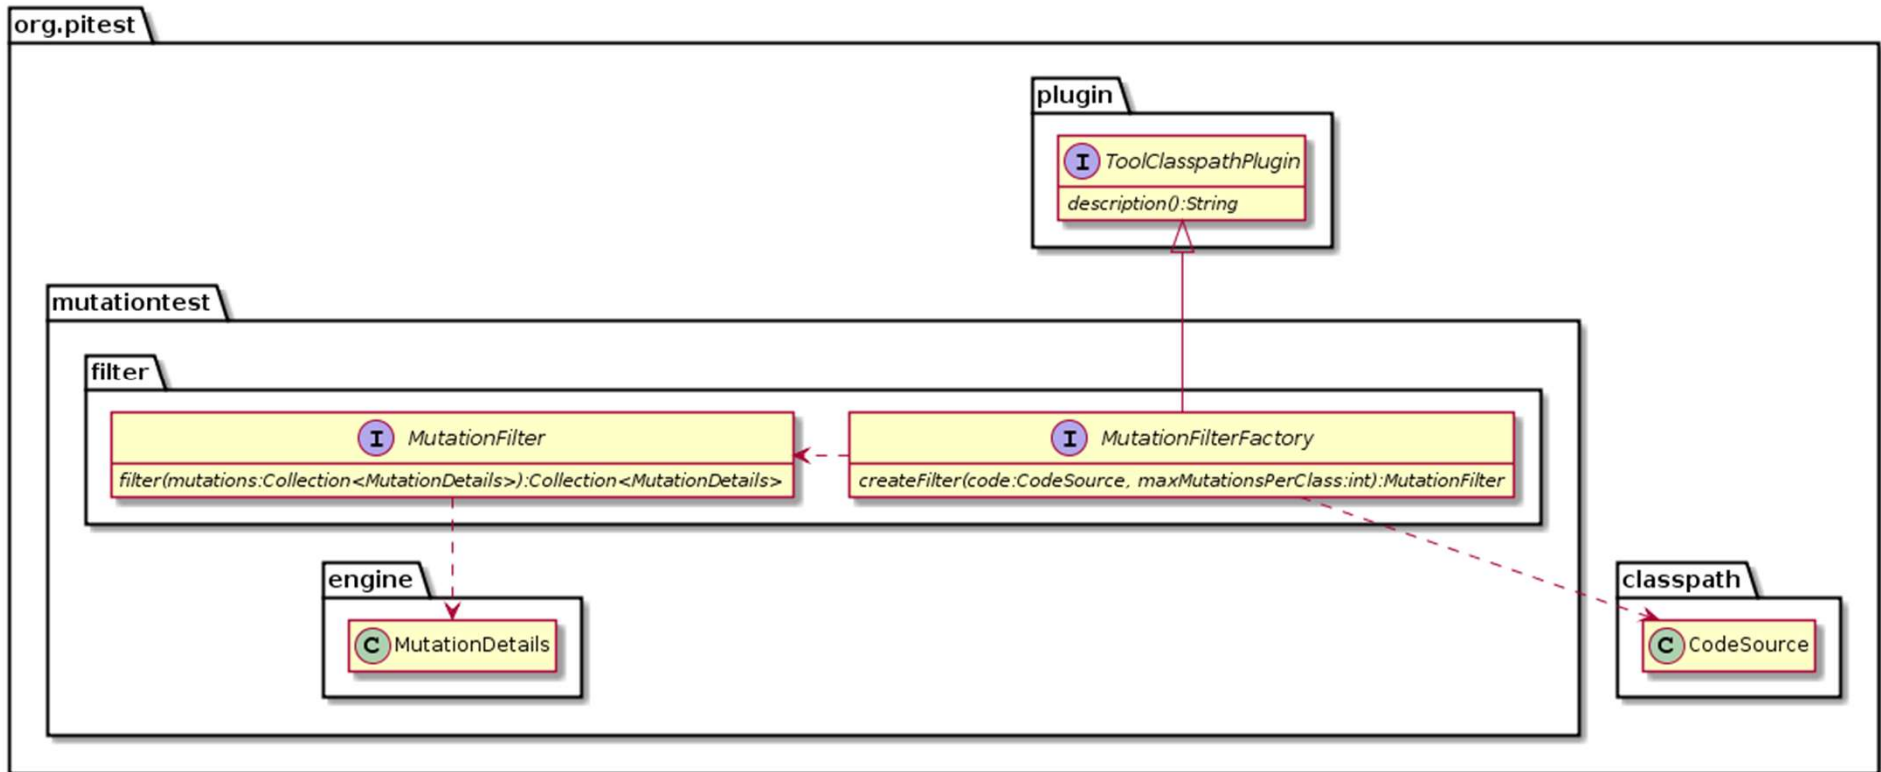 org.pitest
plugin
I ToolClasspathPlugin
description():String
mutationtest
filter
I MutationFilter
filter(mutations:Collection<MutationDetails>):Collection<MutationDetails>
I MutationFilterFactory
createFilter(code:CodeSource, maxMutationsPerClass:int):MutationFilter
engine
C MutationDetails
classpath
C CodeSource